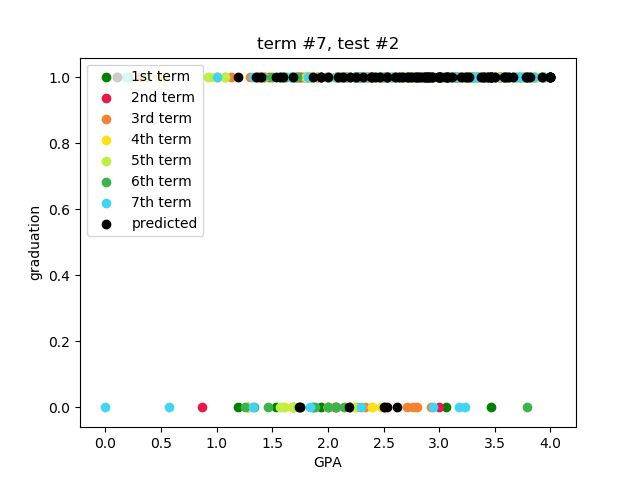 term #7, test #2
1.0
0.8
0.6
0.4
0.2
0.0
graduation
1st term
2nd term
3rd term
4th term
5th term
6th term
7th term
predicted
0.0 0.5 1.0 1.5 2.0 2.5 3.0 3.5 4.0
GPA